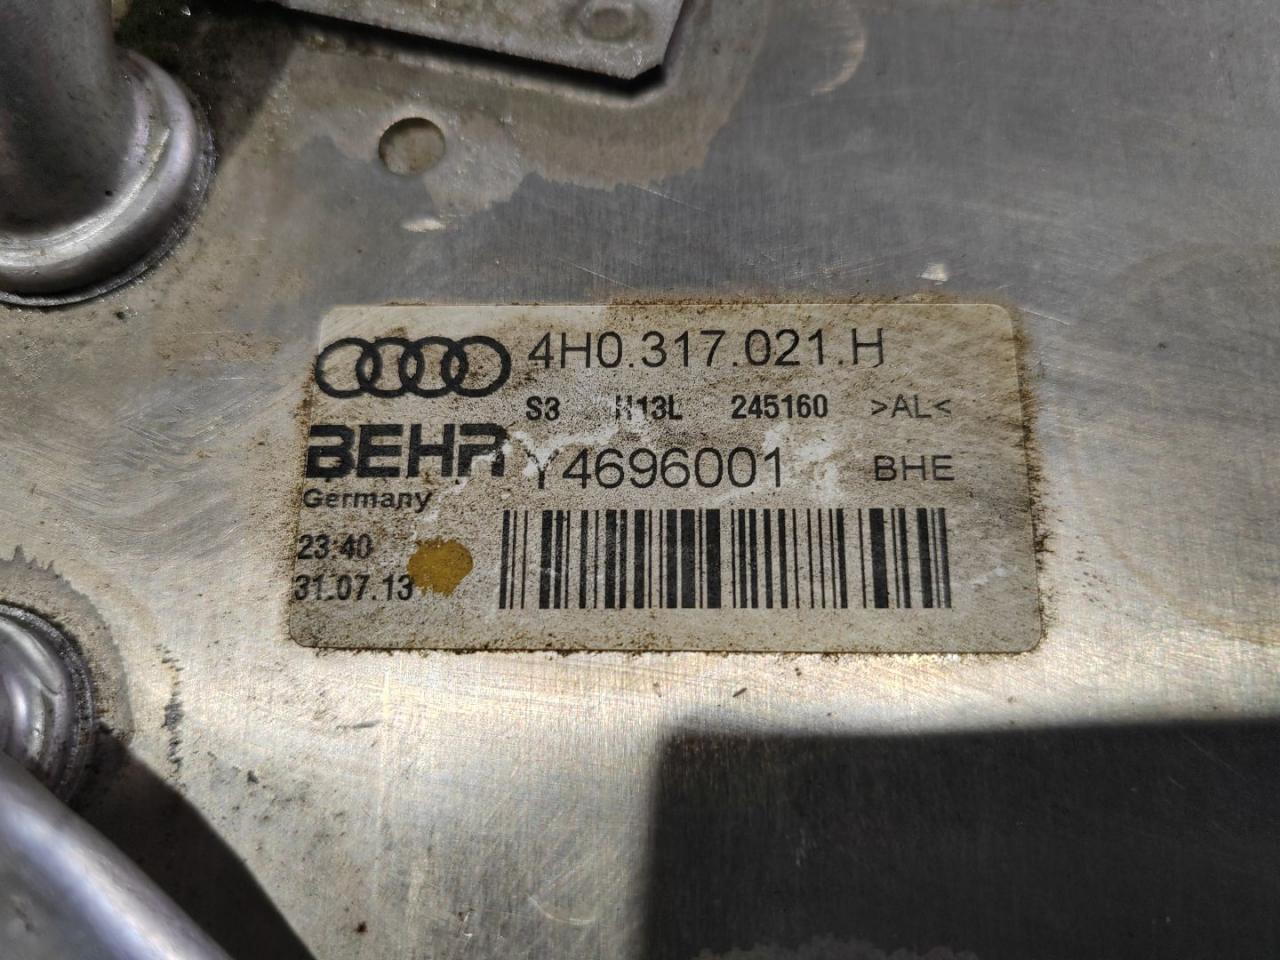 4H0.317.021.H
S3 H13L 245160 >AL<
BEHR Y4696001 BHE
Germany
23:40
31.07.13